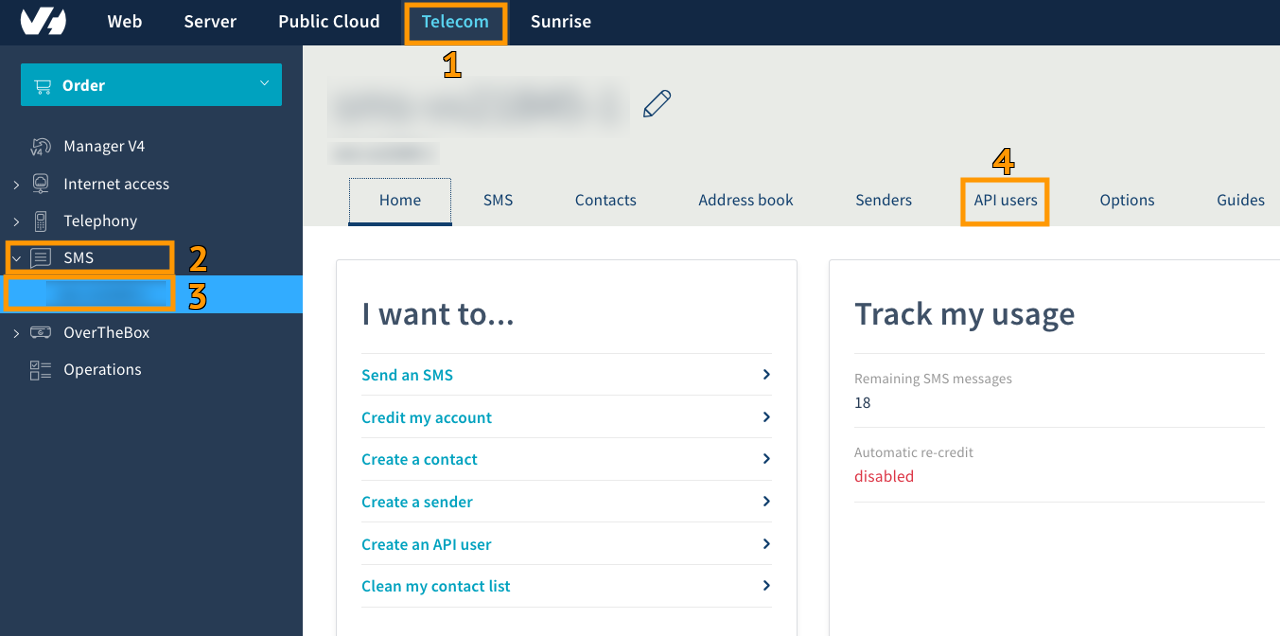 Web Server Public Cloud Telecom Sunrise
1
Order
Manager V4
Internet access
Telephony
SMS 2
3
OverTheBox
Operations
4
Home SMS Contacts Address book Senders API users Options Guides
I want to...
Send an SMS
Credit my account
Create a contact
Create a sender
Create an API user
Clean my contact list
Track my usage
Remaining SMS messages
18
Automatic re-credit
disabled